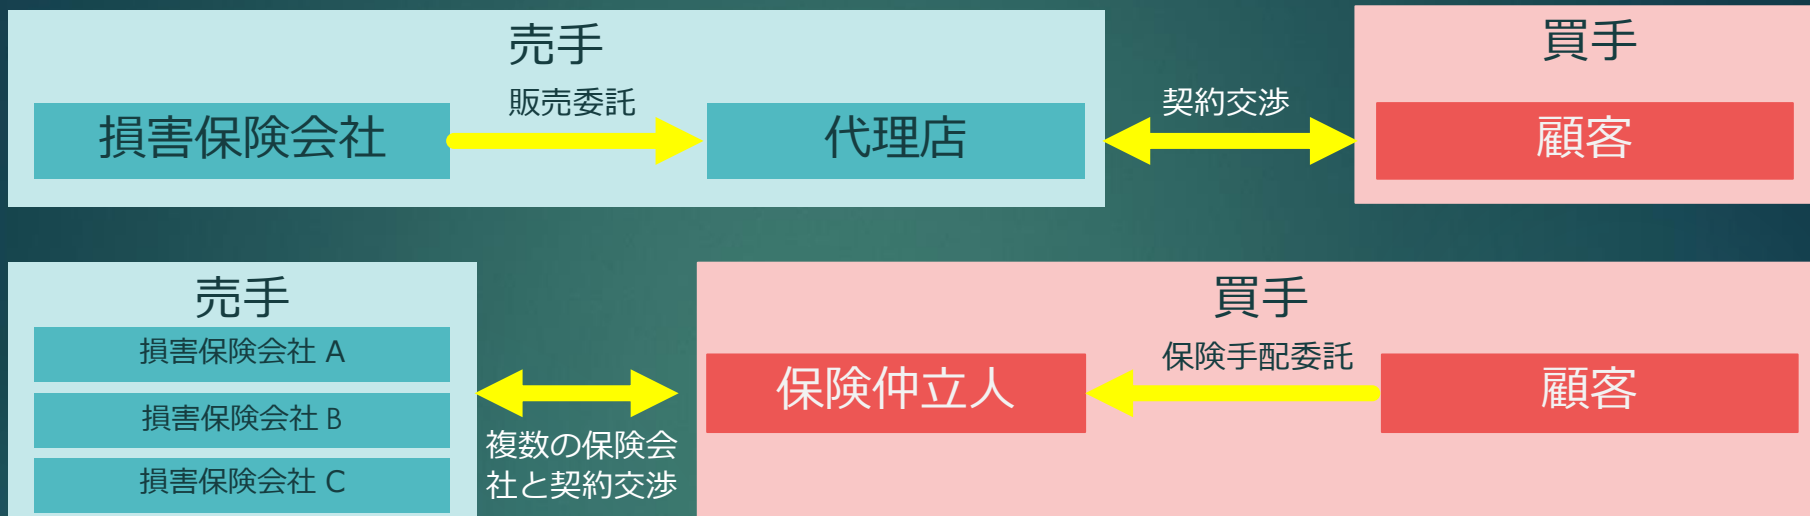 売手
買手
販売委託
契約交渉
損害保険会社
代理店
顧客
売手
買手
損害保険会社 A
保険手配委託
保険仲立人
顧客
損害保険会社 B
複数の保険会
社と契約交渉
損害保険会社 C